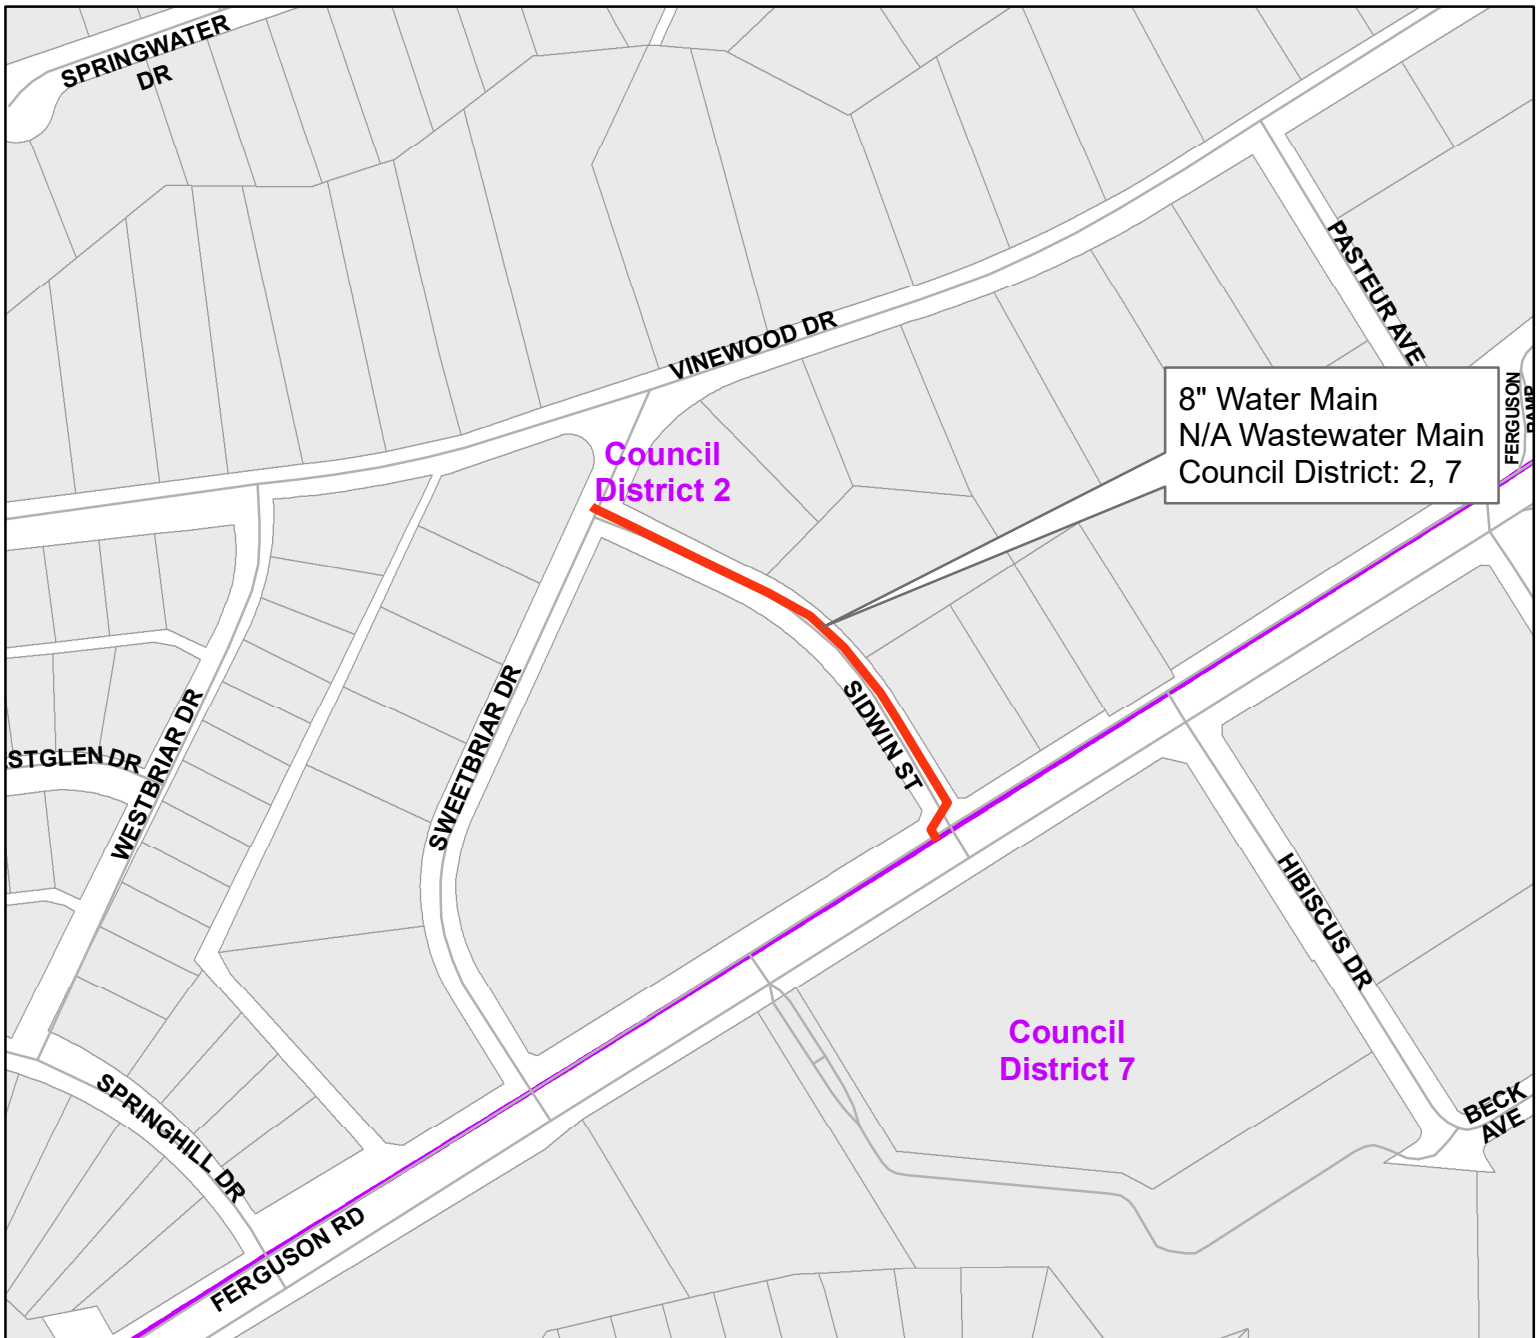 SPRINGWATER
DR
PASTEUR AVE
VINEWOOD DR
8" Water Main
N/A Wastewater Main
Council District: 2, 7
FERGUSON
RAMP
Council
District 2
SIDWIN ST
SWEETBRIAR DR
WESTBRIAR DR
STGLEN DR
HIBISCUS DR
Council
District 7
BECK
AVE
SPRINGHILL DR
FERGUSON RD